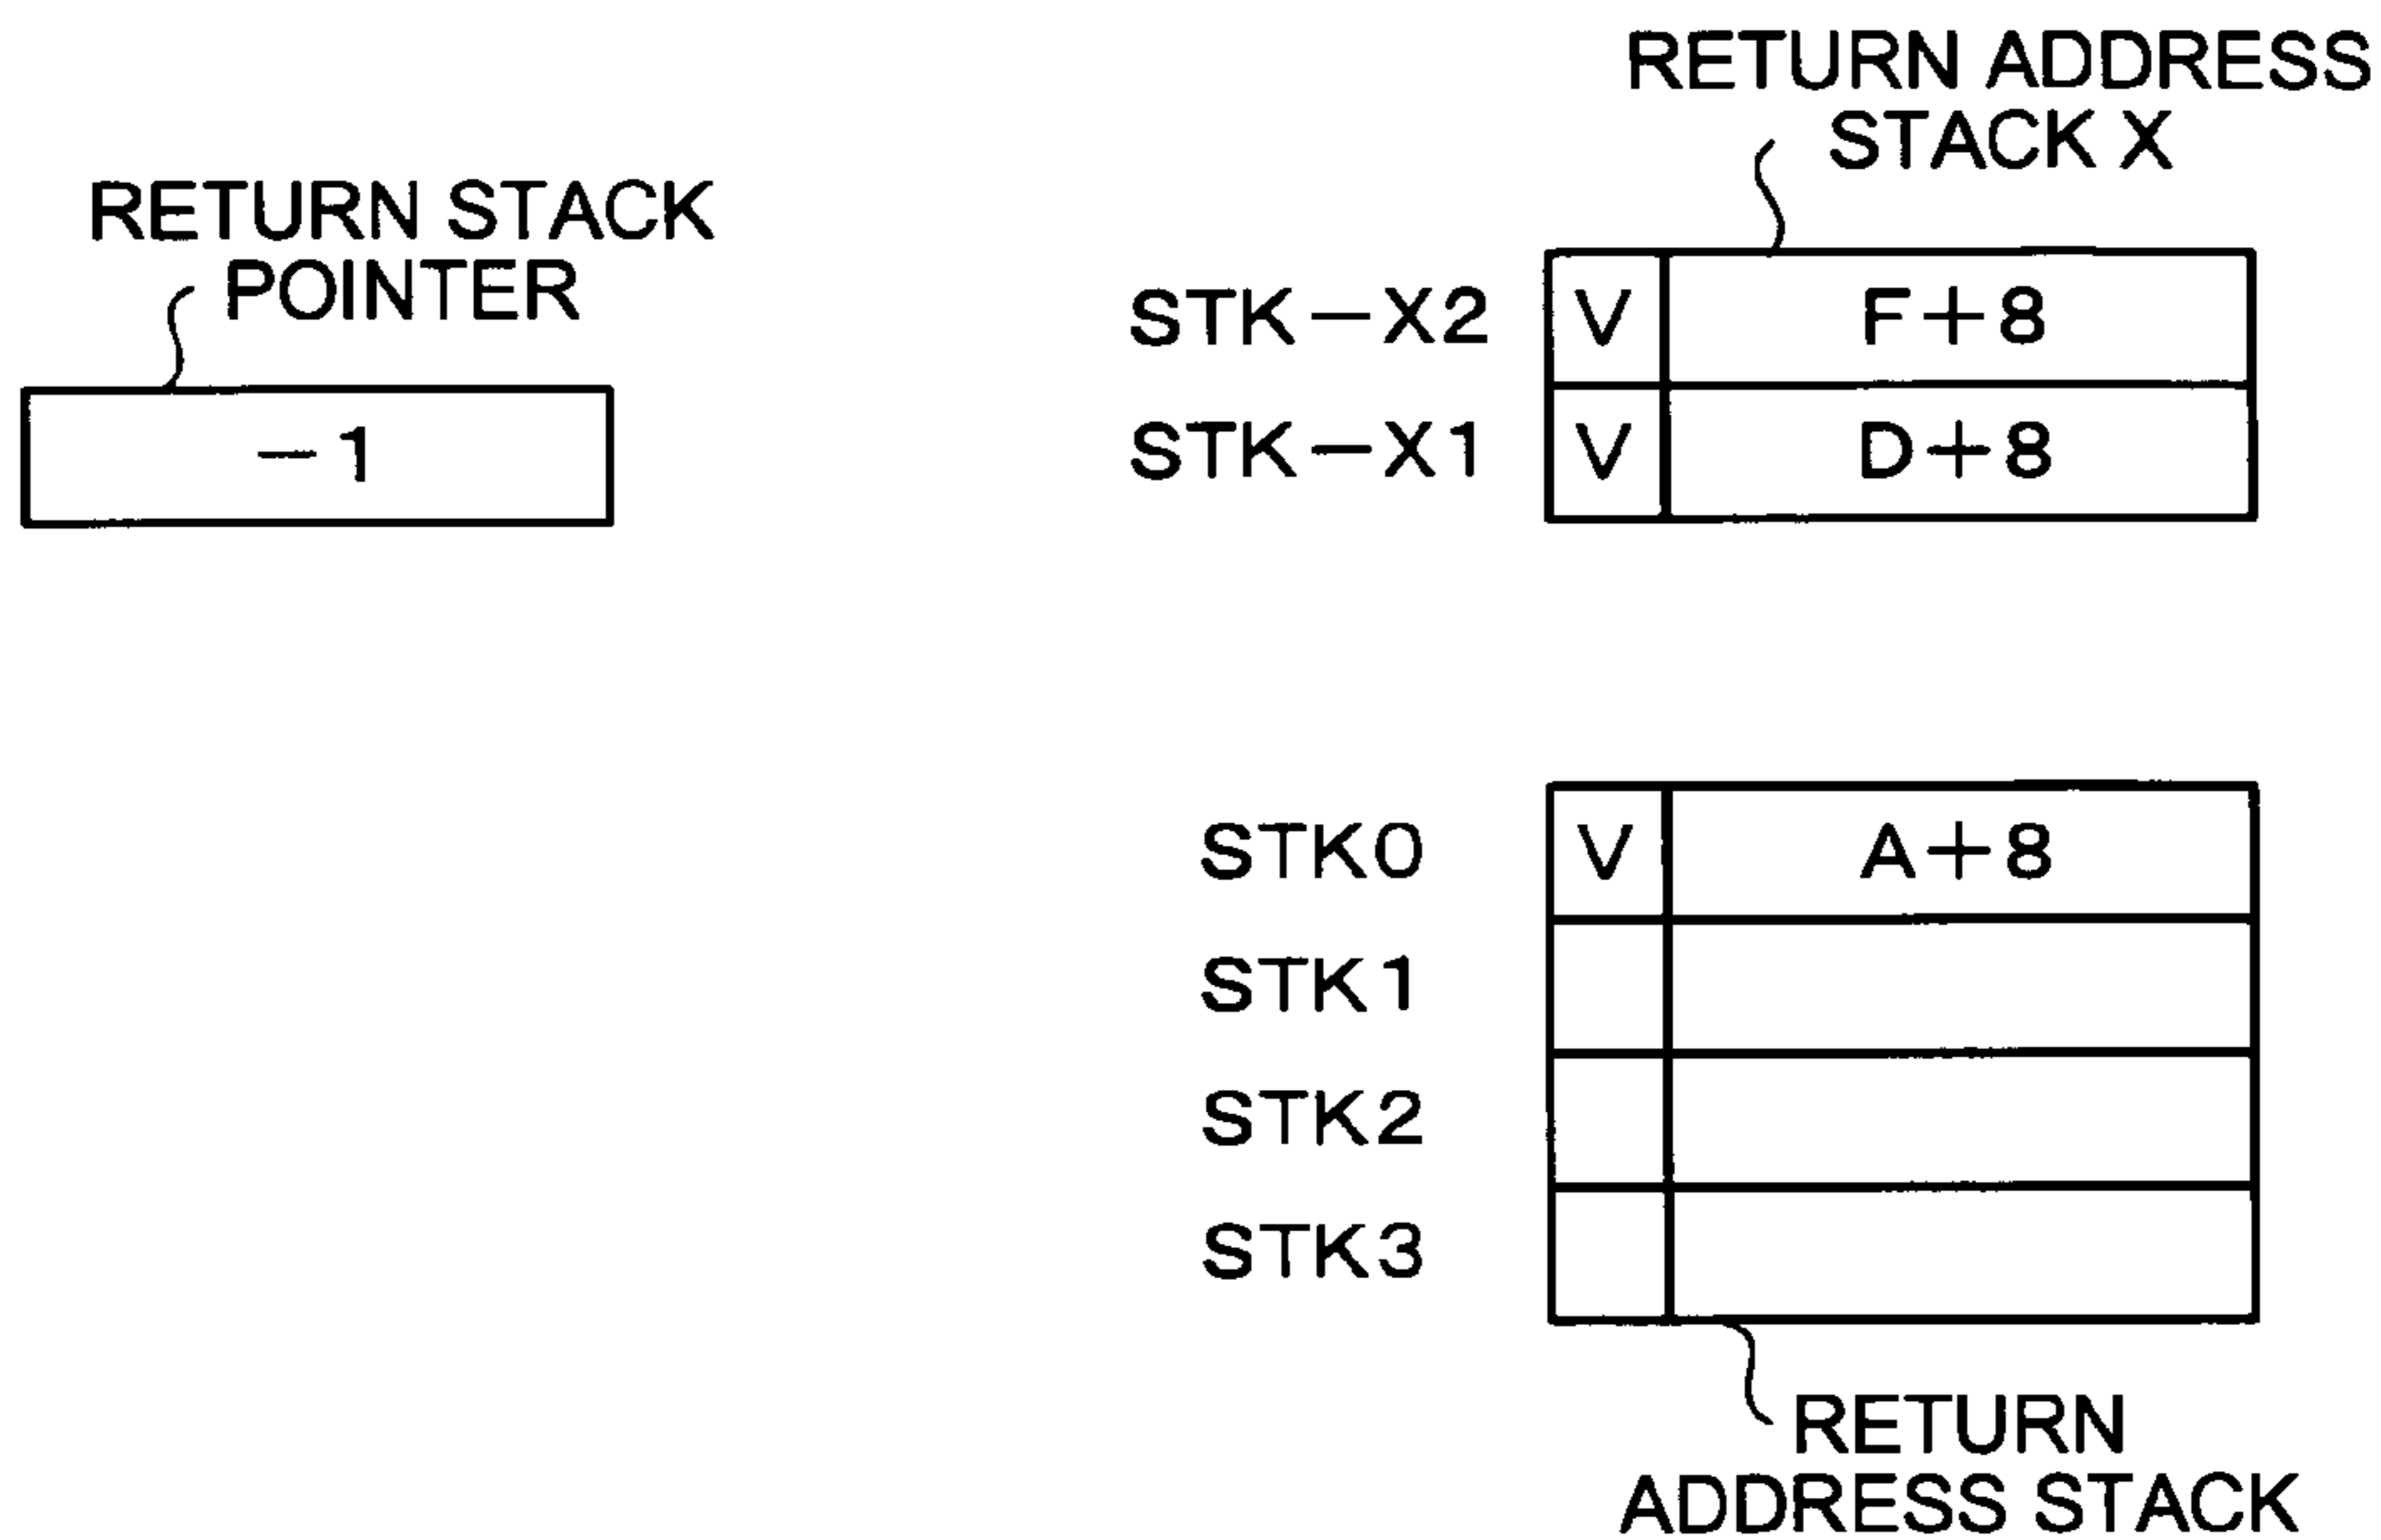 RETURN ADDRESS
STACK X
RETURN STACK
POINTER
−1
STK−X2 V F+8
STK−X1 V D+8
STK0 V A+8
STK1
STK2
STK3
RETURN
ADDRESS STACK